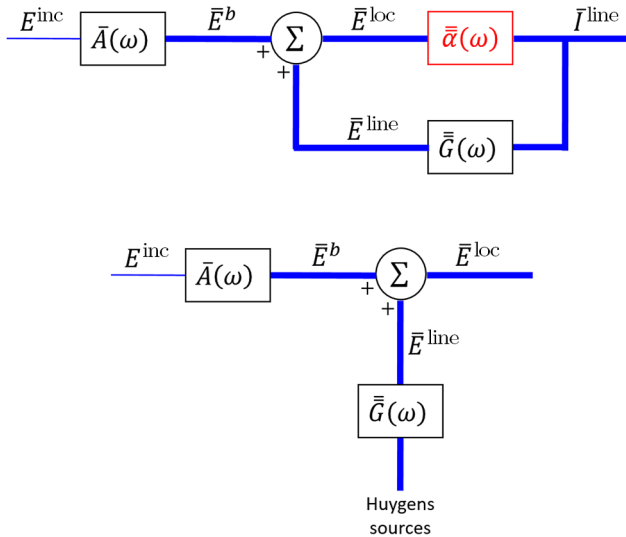 E^inc
Ā(ω)
Ē^b
+
+
Σ
Ē^loc
α̿(ω)
Ī^line
Ē^line
G̿(ω)
E^inc
Ā(ω)
Ē^b
+
+
Σ
Ē^loc
Ē^line
G̿(ω)
Huygens
sources